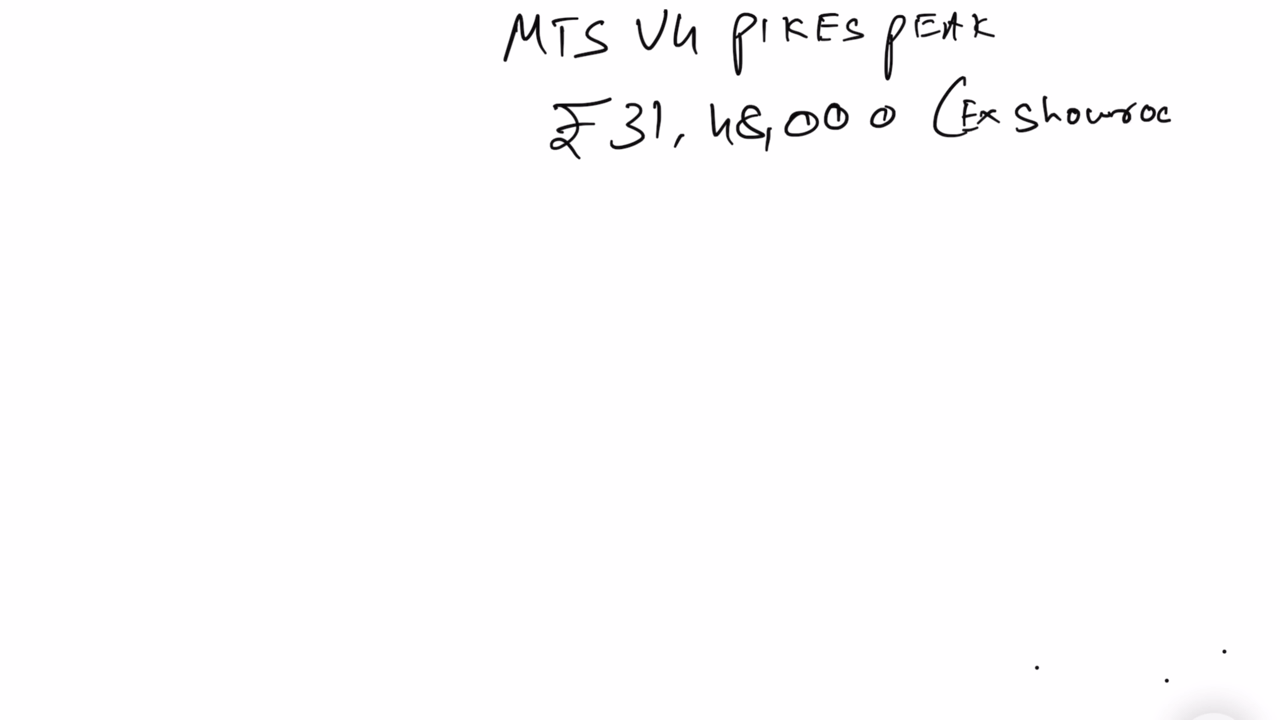 MTS V4 PIKES PEAK
₹31,48,000 (Ex Showroo